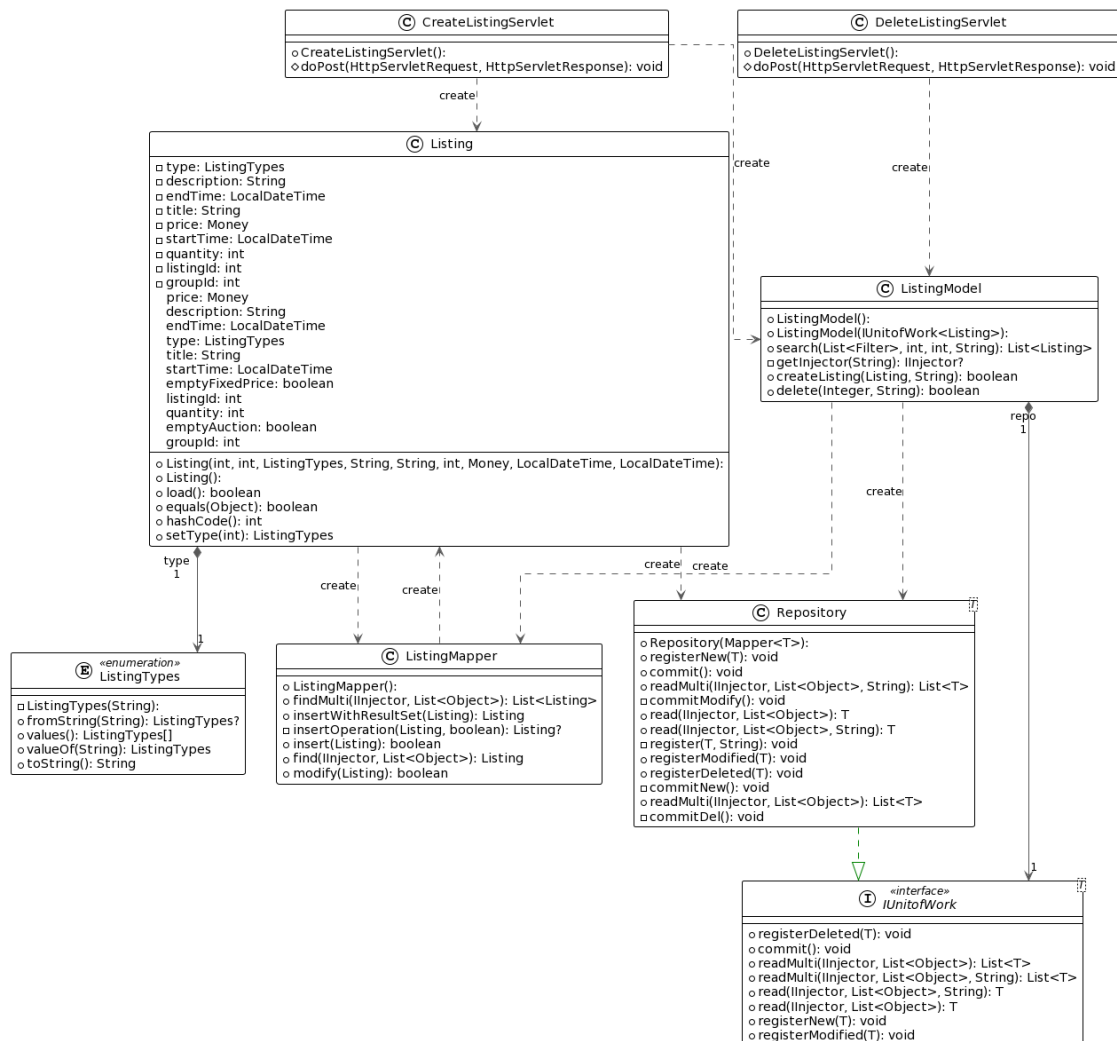 C CreateListingServlet
CreateListingServlet():
doPost(HttpServletRequest, HttpServletResponse): void
C DeleteListingServlet
DeleteListingServlet():
doPost(HttpServletRequest, HttpServletResponse): void
create
create
create
C Listing
type: ListingTypes
description: String
endTime: LocalDateTime
title: String
price: Money
startTime: LocalDateTime
quantity: int
listingId: int
groupId: int
price: Money
description: String
endTime: LocalDateTime
type: ListingTypes
title: String
startTime: LocalDateTime
emptyFixedPrice: boolean
listingId: int
quantity: int
emptyAuction: boolean
groupId: int
Listing(int, int, ListingTypes, String, String, int, Money, LocalDateTime, LocalDateTime):
Listing():
load(): boolean
equals(Object): boolean
hashCode(): int
setType(int): ListingTypes
C ListingModel
ListingModel():
ListingModel(IUnitofWork<Listing>):
search(List<Filter>, int, int, String): List<Listing>
getInjector(String): IInjector?
createListing(Listing, String): boolean
delete(Integer, String): boolean
repo
1
create
type
1
create
create
create
create
1
E «enumeration»
ListingTypes
ListingTypes(String):
fromString(String): ListingTypes?
values(): ListingTypes[]
valueOf(String): ListingTypes
toString(): String
C ListingMapper
ListingMapper():
findMulti(IInjector, List<Object>): List<Listing>
insertWithResultSet(Listing): Listing
insertOperation(Listing, boolean): Listing?
insert(Listing): boolean
find(IInjector, List<Object>): Listing
modify(Listing): boolean
C Repository T
Repository(Mapper<T>):
registerNew(T): void
commit(): void
readMulti(IInjector, List<Object>, String): List<T>
commitModify(): void
read(IInjector, List<Object>): T
read(IInjector, List<Object>, String): T
register(T, String): void
registerModified(T): void
registerDeleted(T): void
commitNew(): void
readMulti(IInjector, List<Object>): List<T>
commitDel(): void
1
I «interface» T
IUnitofWork
registerDeleted(T): void
commit(): void
readMulti(IInjector, List<Object>): List<T>
readMulti(IInjector, List<Object>, String): List<T>
read(IInjector, List<Object>, String): T
read(IInjector, List<Object>): T
registerNew(T): void
registerModified(T): void